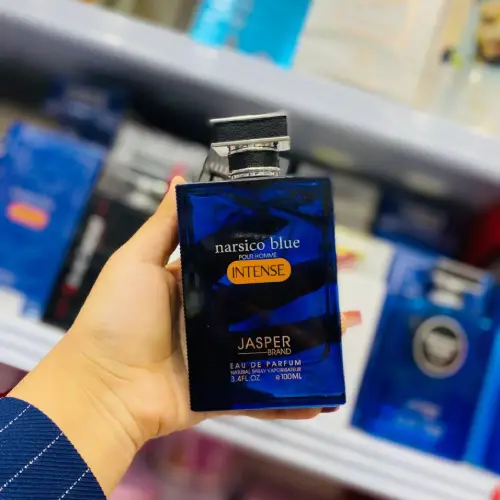 narsico blue
POUR HOMME
INTENSE
JASPER
BRAND
EAU DE PARFUM
NATURAL SPRAY VAPORISATEUR
3.4FL.OZ e100ML